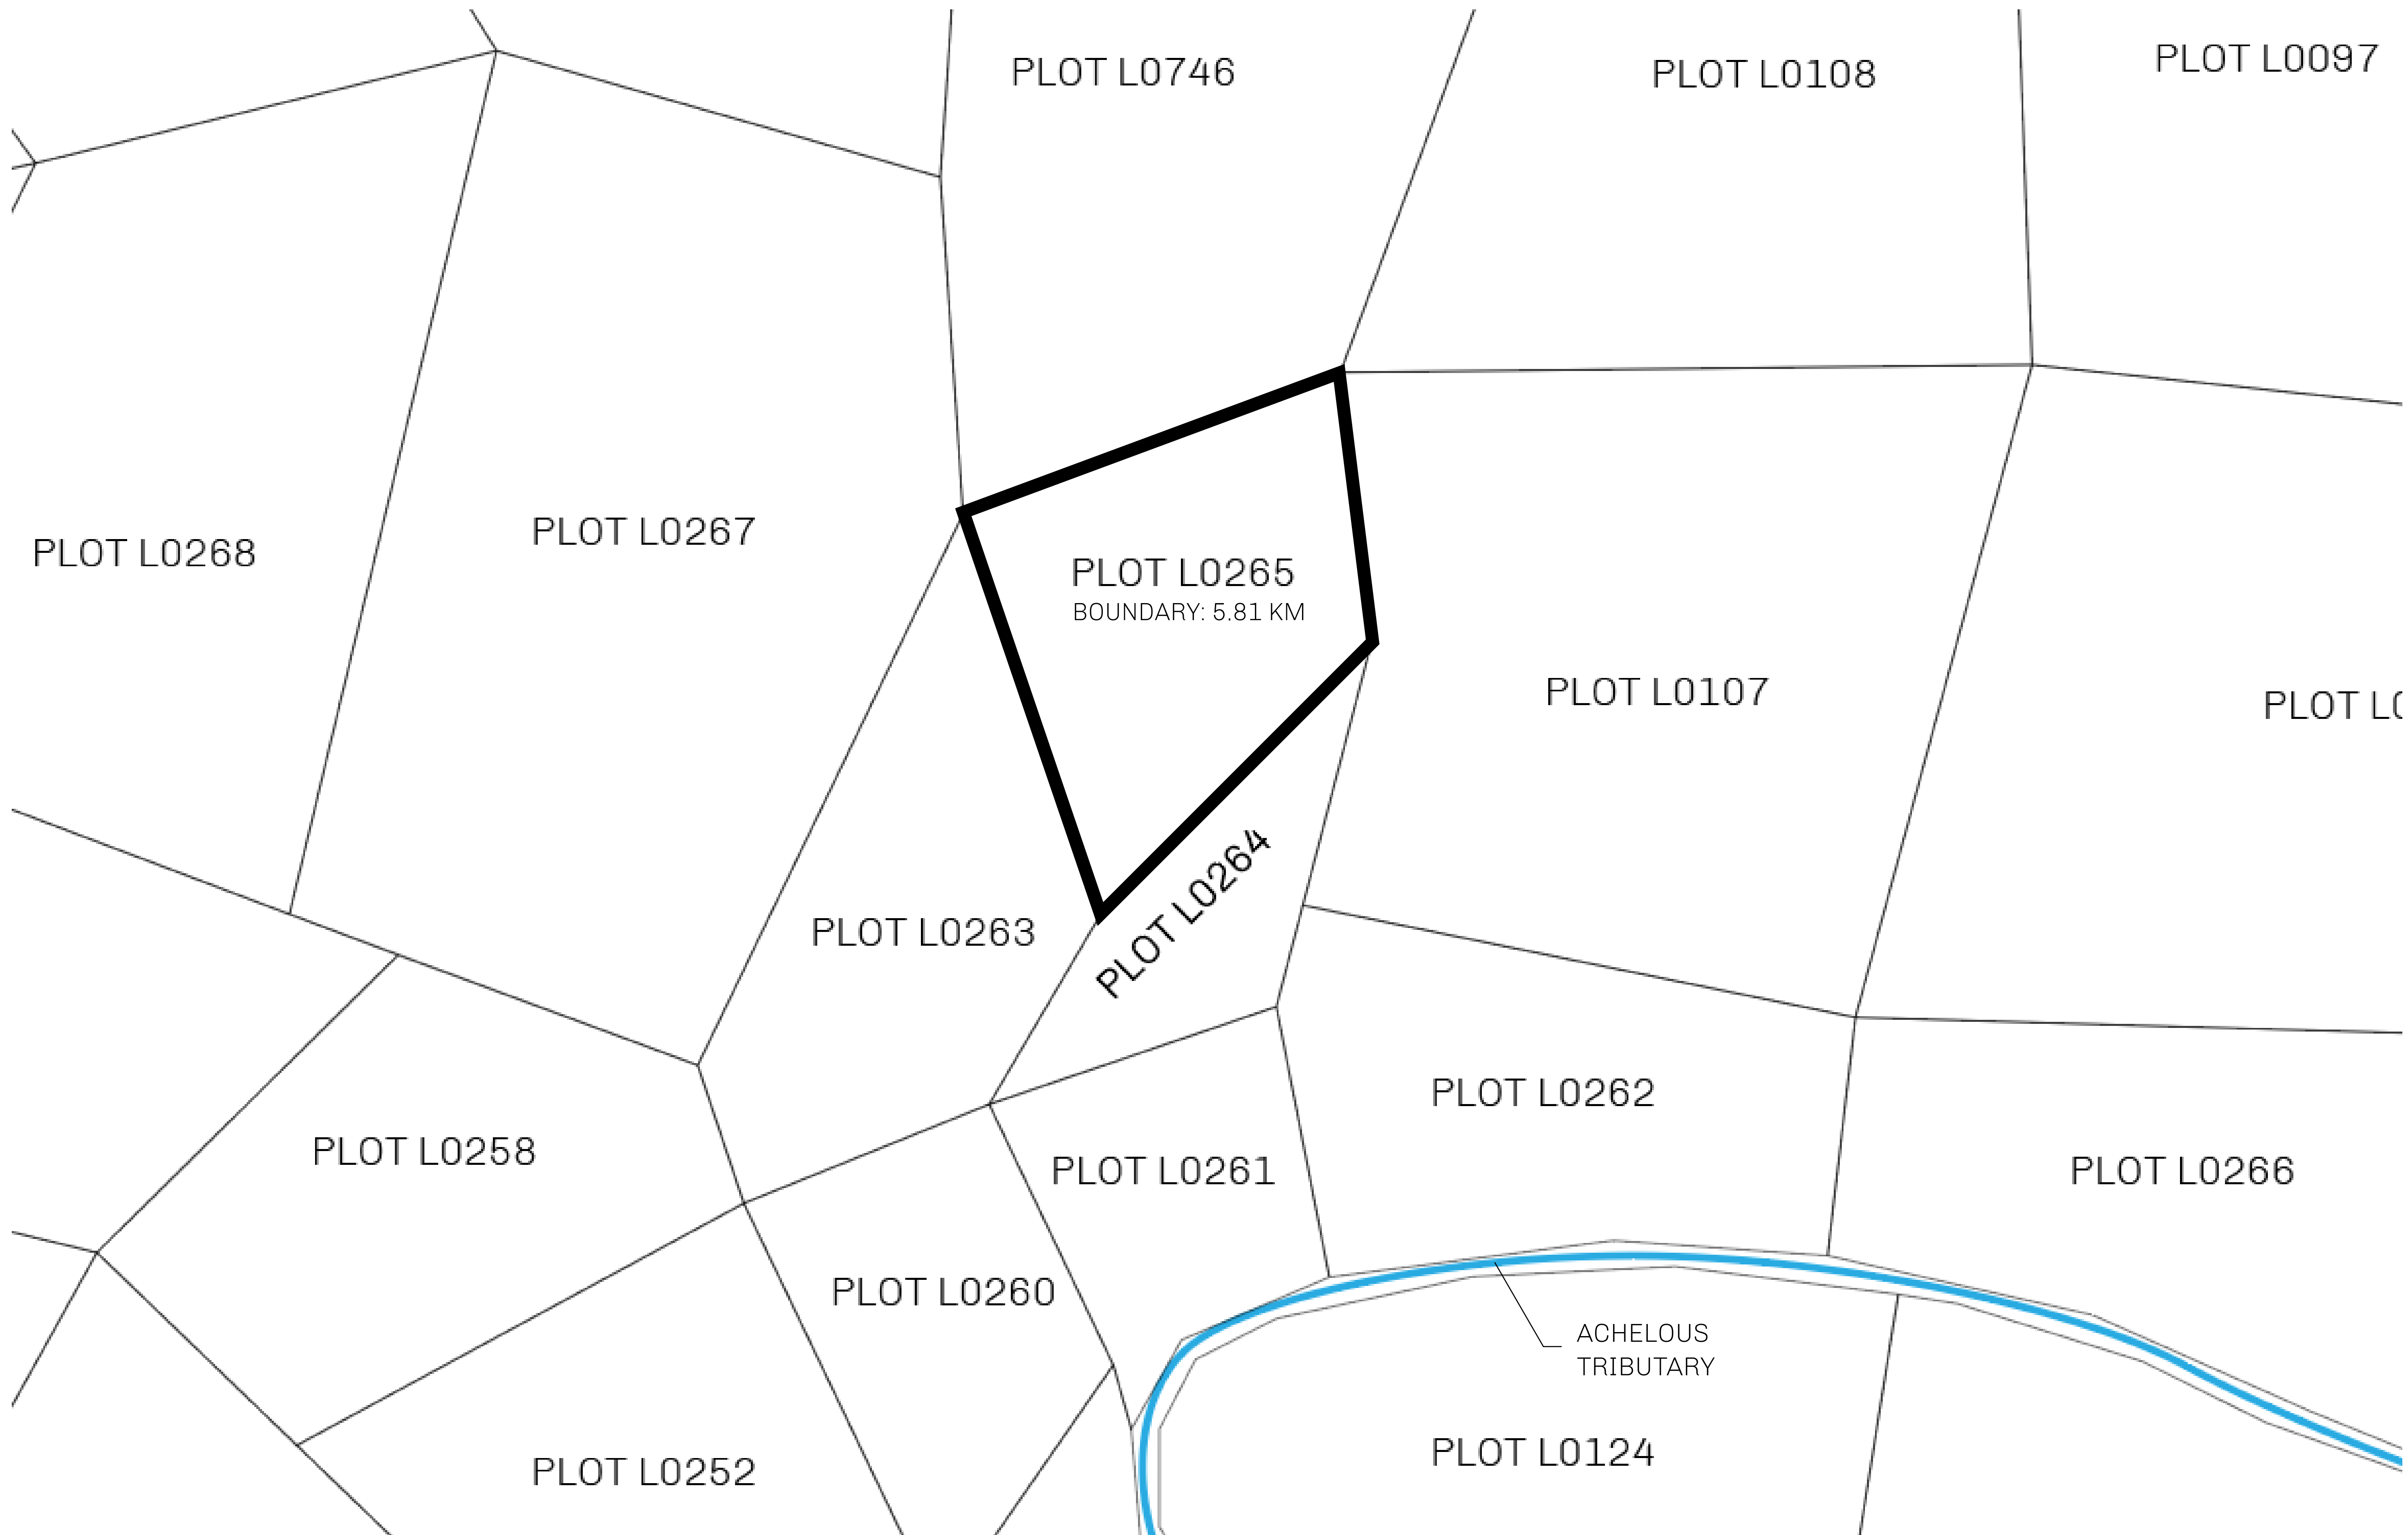 PLOT L0746
PLOT L0108
PLOT L0097
PLOT L0268
PLOT L0267
PLOT L0265
BOUNDARY: 5.81 KM
PLOT L0107
PLOT
PLOT L0263
PLOT L0264
PLOT L0258
PLOT L0261
PLOT L0262
PLOT L0266
PLOT L0260
ACHELOUS
TRIBUTARY
PLOT L0252
PLOT L0124